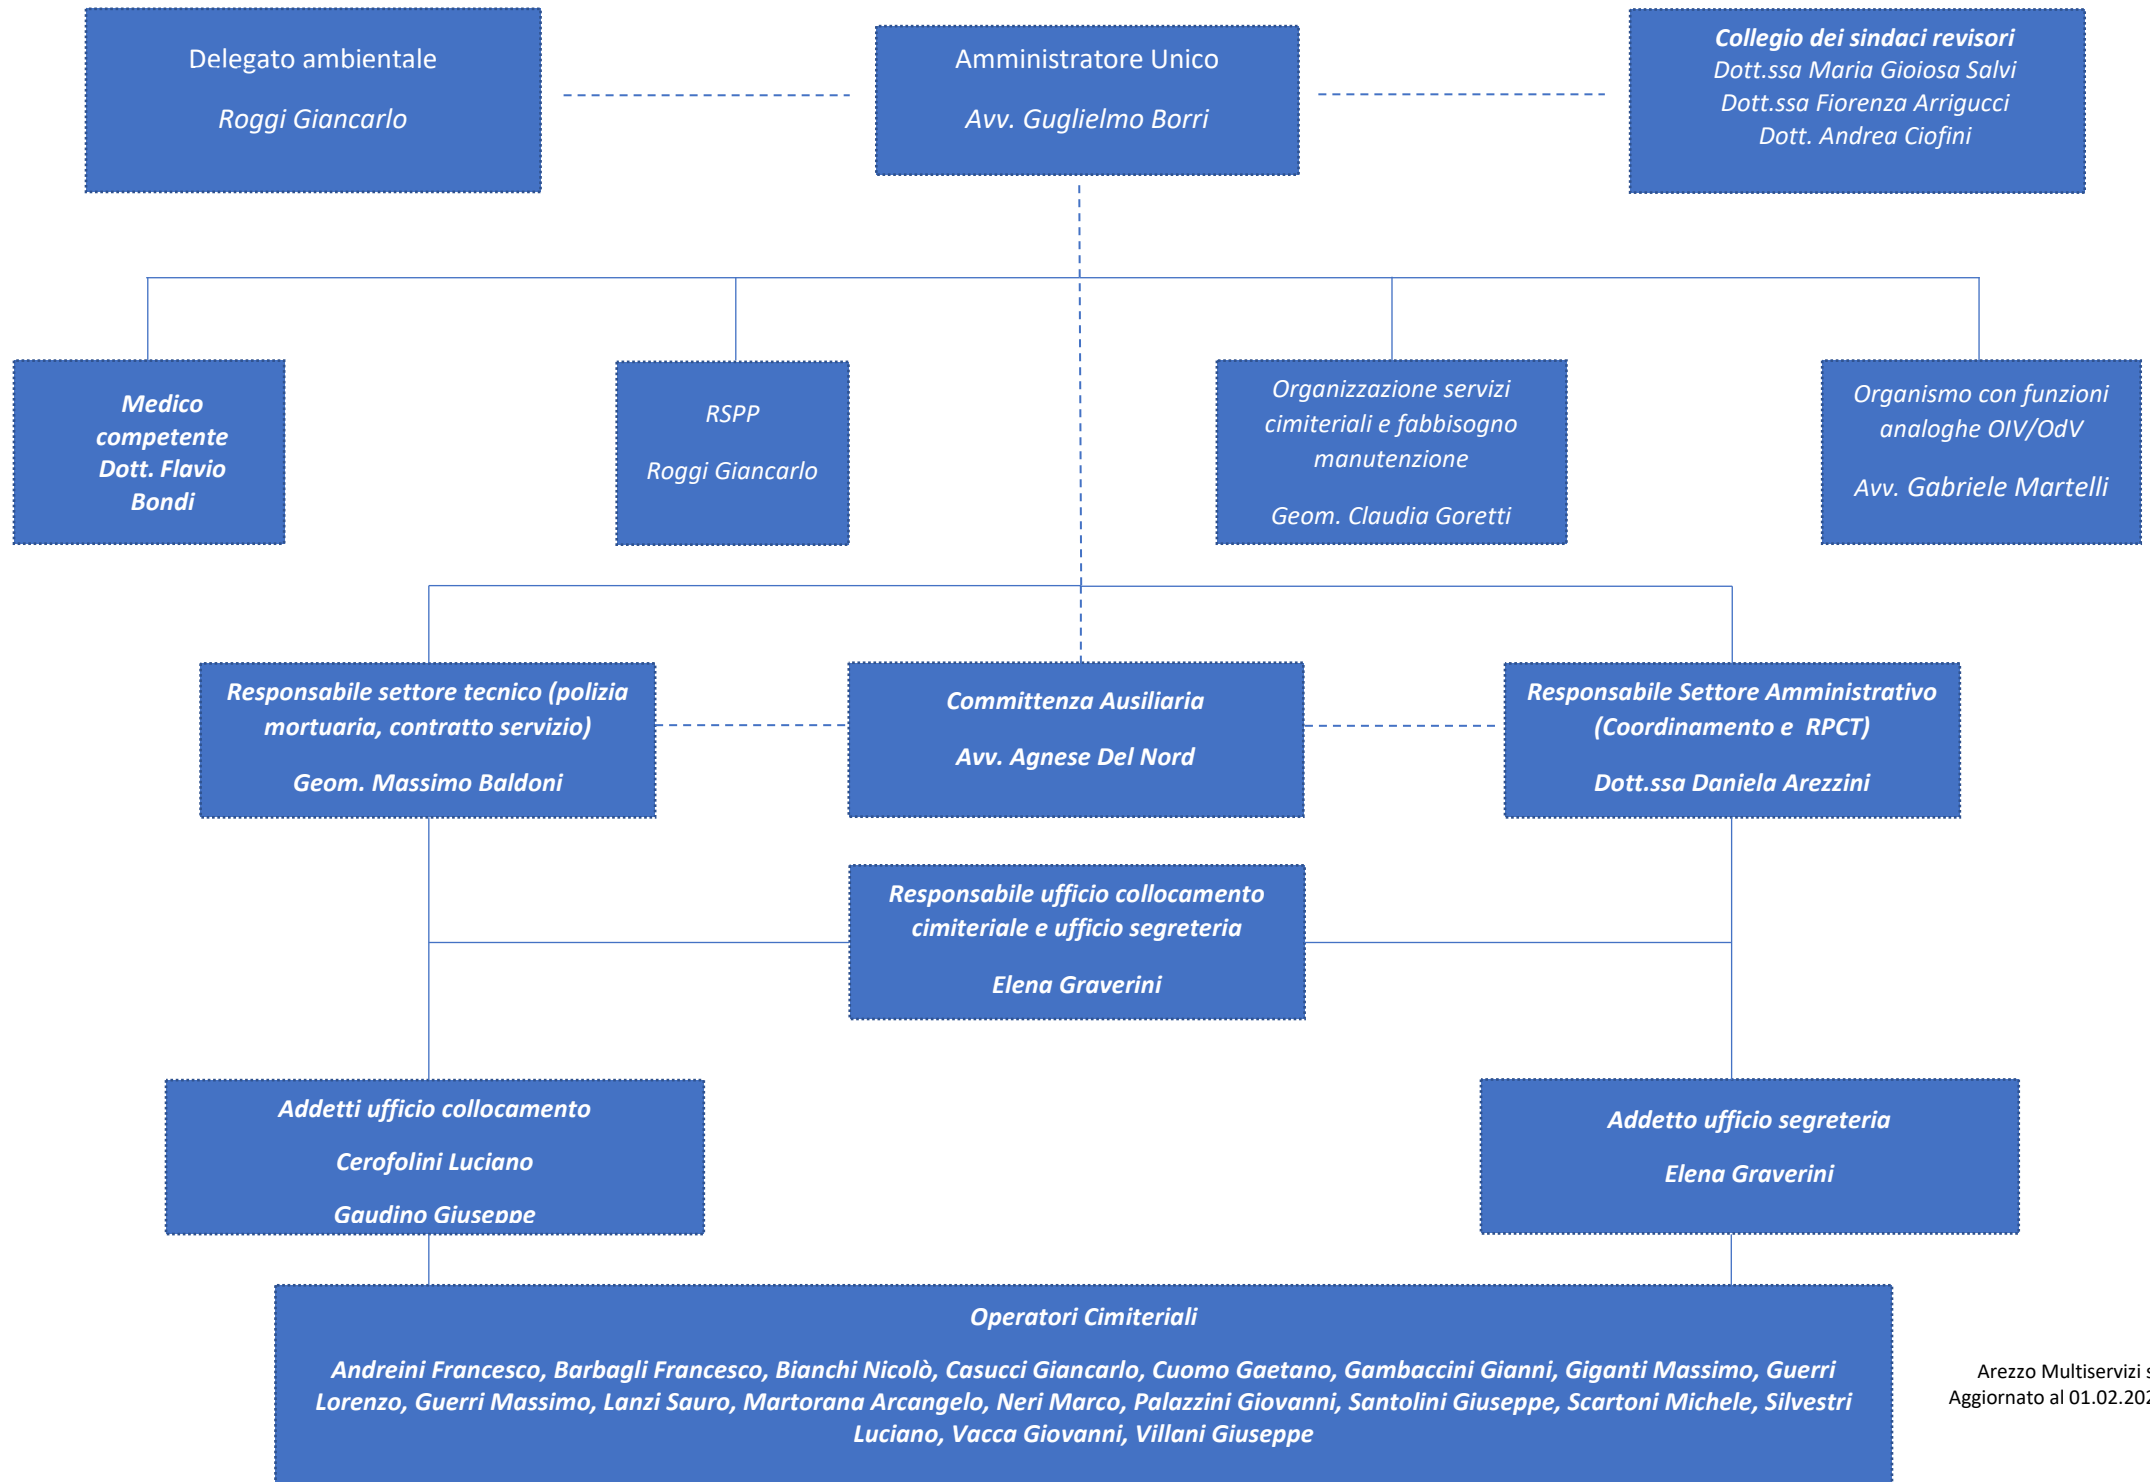 Delegato ambientale
Roggi Giancarlo
Amministratore Unico
Avv. Guglielmo Borri
Collegio dei sindaci revisori
Dott.ssa Maria Gioiosa Salvi
Dott.ssa Fiorenza Arrigucci
Dott. Andrea Ciofini
Medico
competente
Dott. Flavio
Bondi
RSPP
Roggi Giancarlo
Organizzazione servizi
cimiteriali e fabbisogno
manutenzione
Geom. Claudia Goretti
Organismo con funzioni
analoghe OIV/OdV
Avv. Gabriele Martelli
Responsabile settore tecnico (polizia
mortuaria, contratto servizio)
Geom. Massimo Baldoni
Committenza Ausiliaria
Avv. Agnese Del Nord
Responsabile Settore Amministrativo
(Coordinamento e RPCT)
Dott.ssa Daniela Arezzini
Responsabile ufficio collocamento
cimiteriale e ufficio segreteria
Elena Graverini
Addetti ufficio collocamento
Cerofolini Luciano
Gaudino Giuseppe
Addetto ufficio segreteria
Elena Graverini
Operatori Cimiteriali
Andreini Francesco, Barbagli Francesco, Bianchi Nicolò, Casucci Giancarlo, Cuomo Gaetano, Gambaccini Gianni, Giganti Massimo, Guerri
Lorenzo, Guerri Massimo, Lanzi Sauro, Martorana Arcangelo, Neri Marco, Palazzini Giovanni, Santolini Giuseppe, Scartoni Michele, Silvestri
Luciano, Vacca Giovanni, Villani Giuseppe
Arezzo Multiservizi
Aggiornato al 01.02.202